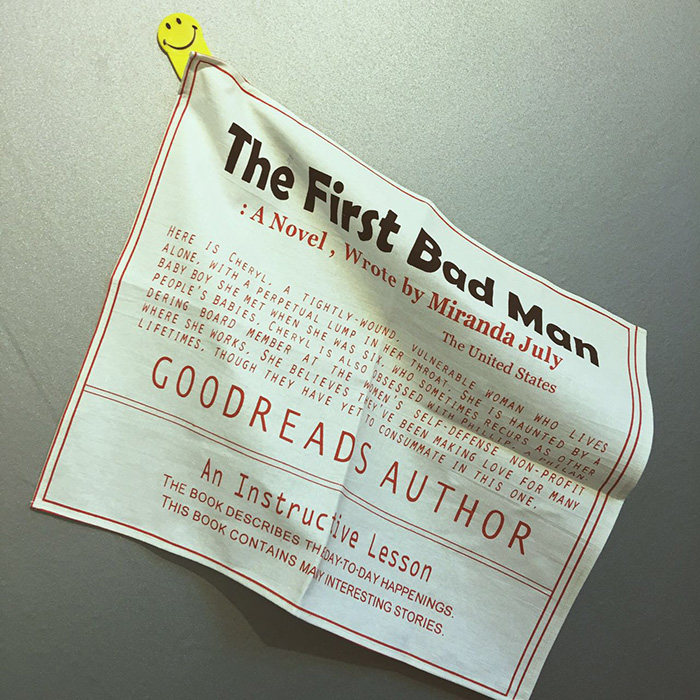 The First Bad Man
: A Novel , Wrote by Miranda July
The United States
HERE IS CHERYL, A TIGHTLY-WOUND, VULNERABLE WOMAN WHO LIVES
ALONE, WITH A PERPETUAL LUMP IN HER THROAT. SHE IS HAUNTED BY A
BABY BOY SHE MET WHEN SHE WAS SIX, WHO SOMETIMES RECURS AS OTHER
PEOPLE'S BABIES. CHERYL IS ALSO OBSESSED WITH PHILLIP, A PHILAN
DERING BOARD MEMBER AT THE WOMEN'S SELF-DEFENSE NON-PROFIT
WHERE SHE WORKS. SHE BELIEVES THEY'VE BEEN MAKING LOVE FOR MANY
LIFETIMES, THOUGH THEY HAVE YET TO CONSUMMATE IN THIS ONE.
GOODREADS AUTHOR
An Instructive Lesson
THE BOOK DESCRIBES THE DAY-TO-DAY HAPPENINGS.
THIS BOOK CONTAINS MANY INTERESTING STORIES.